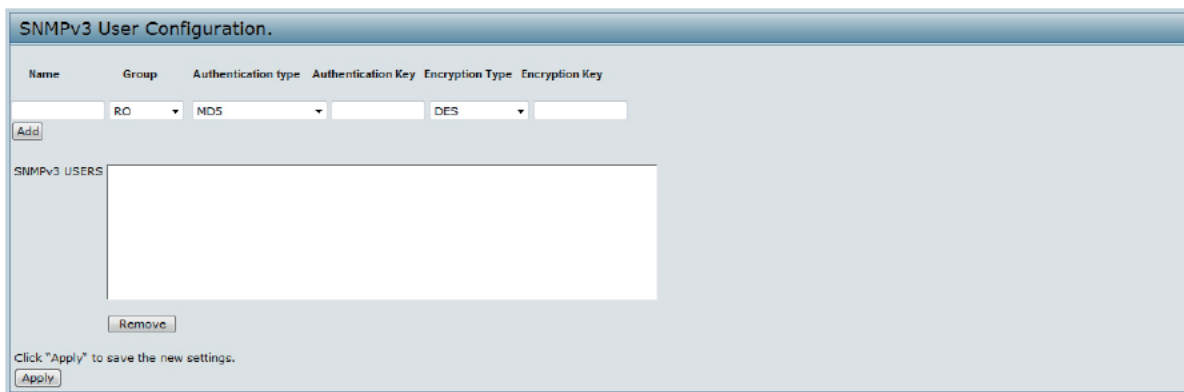 SNMPv3 User Configuration.
Name Group Authentication type Authentication Key Encryption Type Encryption Key
RO MD5 DES
Add
SNMPv3 USERS
Remove
Click "Apply" to save the new settings.
Apply